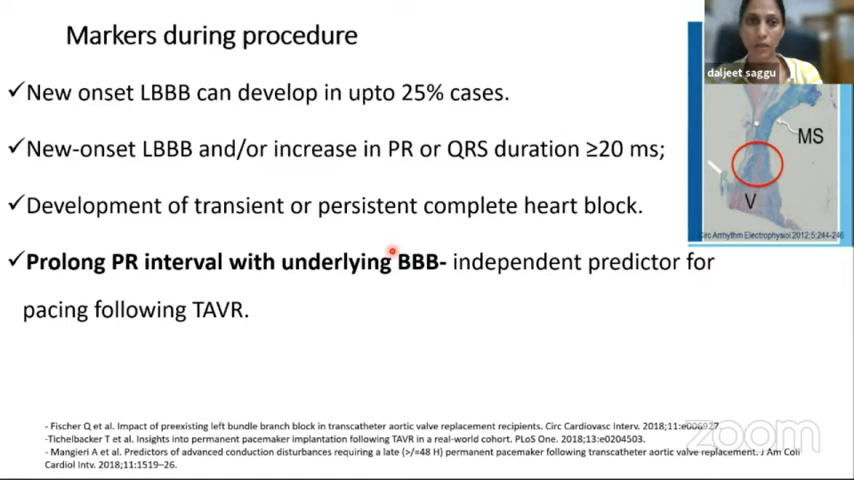 Markers during procedure
daljeet saggu
✓New onset LBBB can develop in upto 25% cases.
✓New-onset LBBB and/or increase in PR or QRS duration ≥20 ms;
MS
✓Development of transient or persistent complete heart block.
V
Circ Arrhythm Electrophysiol 2012;5:244-246
✓Prolong PR interval with underlying BBB- independent predictor for
pacing following TAVR.
- Fischer Q et al. Impact of preexisting left bundle branch block in transcatheter aortic valve replacement recipients. Circ Cardiovasc Interv. 2018;11:e006927
-Tichelbacker T et al. Insights into permanent pacemaker implantation following TAVR in a real-world cohort. PLoS One. 2018;13:e0204503.
- Mangieri A et al. Predictors of advanced conduction disturbances requiring a late (>/=48 H) permanent pacemaker following transcatheter aortic valve replacement. J Am Coll
Cardiol Intv. 2018;11:1519–26.
zoom